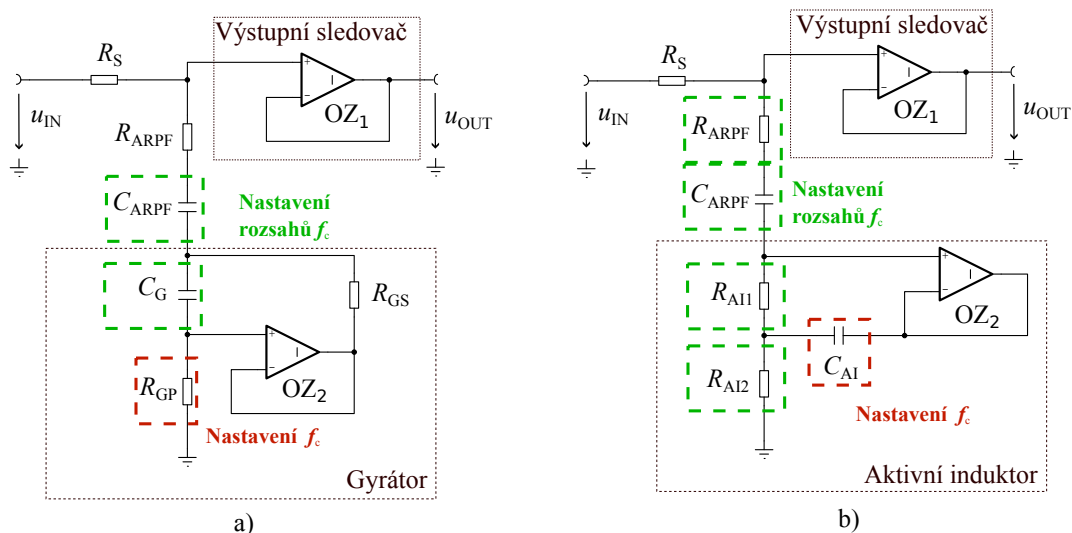 Výstupní sledovač
R_S
+
−
OZ_1
u_IN
u_OUT
R_ARPF
C_ARPF
Nastavení
rozsahů f_c
C_G
R_GS
+
−
OZ_2
R_GP
Nastavení f_c
Gyrátor
a)
Výstupní sledovač
R_S
+
−
OZ_1
u_IN
u_OUT
R_ARPF
C_ARPF
Nastavení
rozsahů f_c
R_AI1
+
−
OZ_2
C_AI
R_AI2
Nastavení f_c
Aktivní induktor
b)